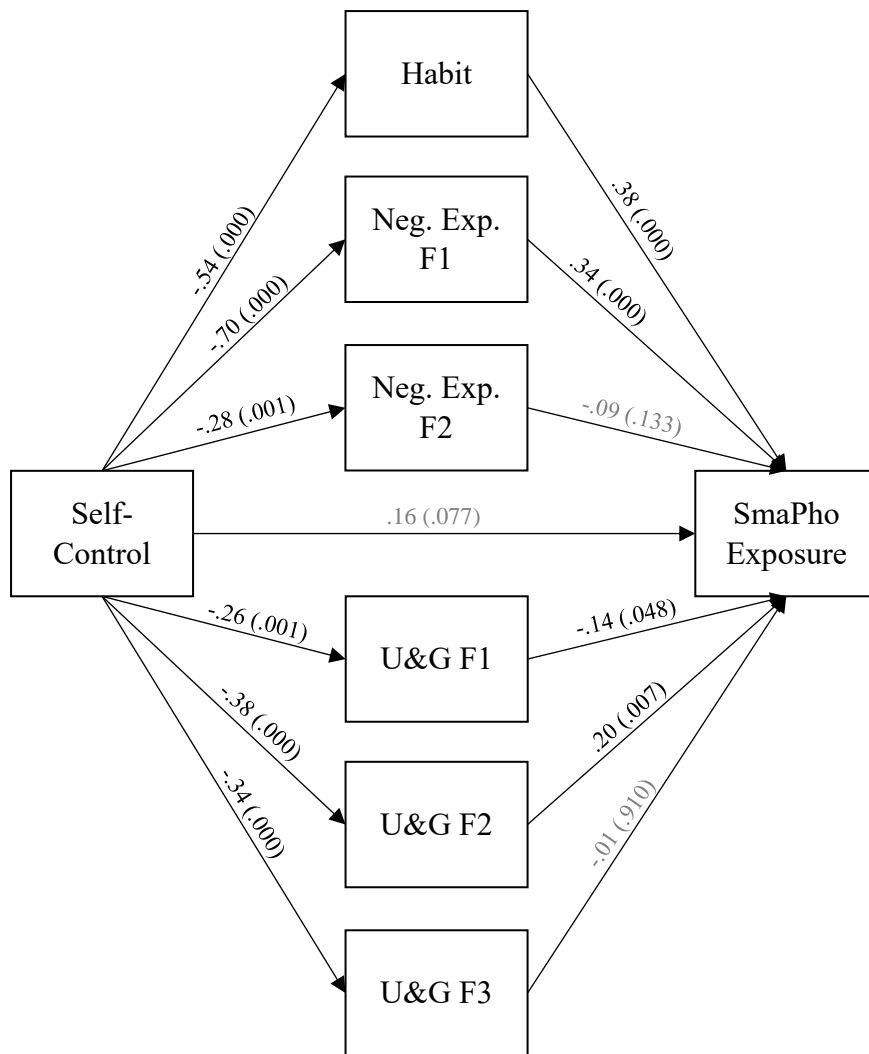 Habit
-.54 (.000)
.38 (.000)
Neg. Exp.
F1
-.70 (.000)
.34 (.000)
Neg. Exp.
F2
-.28 (.001)
-.09 (.133)
Self-
Control
.16 (.077)
SmaPho
Exposure
-.26 (.001)
U&G F1
-.14 (.048)
-.38 (.000)
U&G F2
.20 (.007)
-.34 (.000)
U&G F3
-.01 (.910)